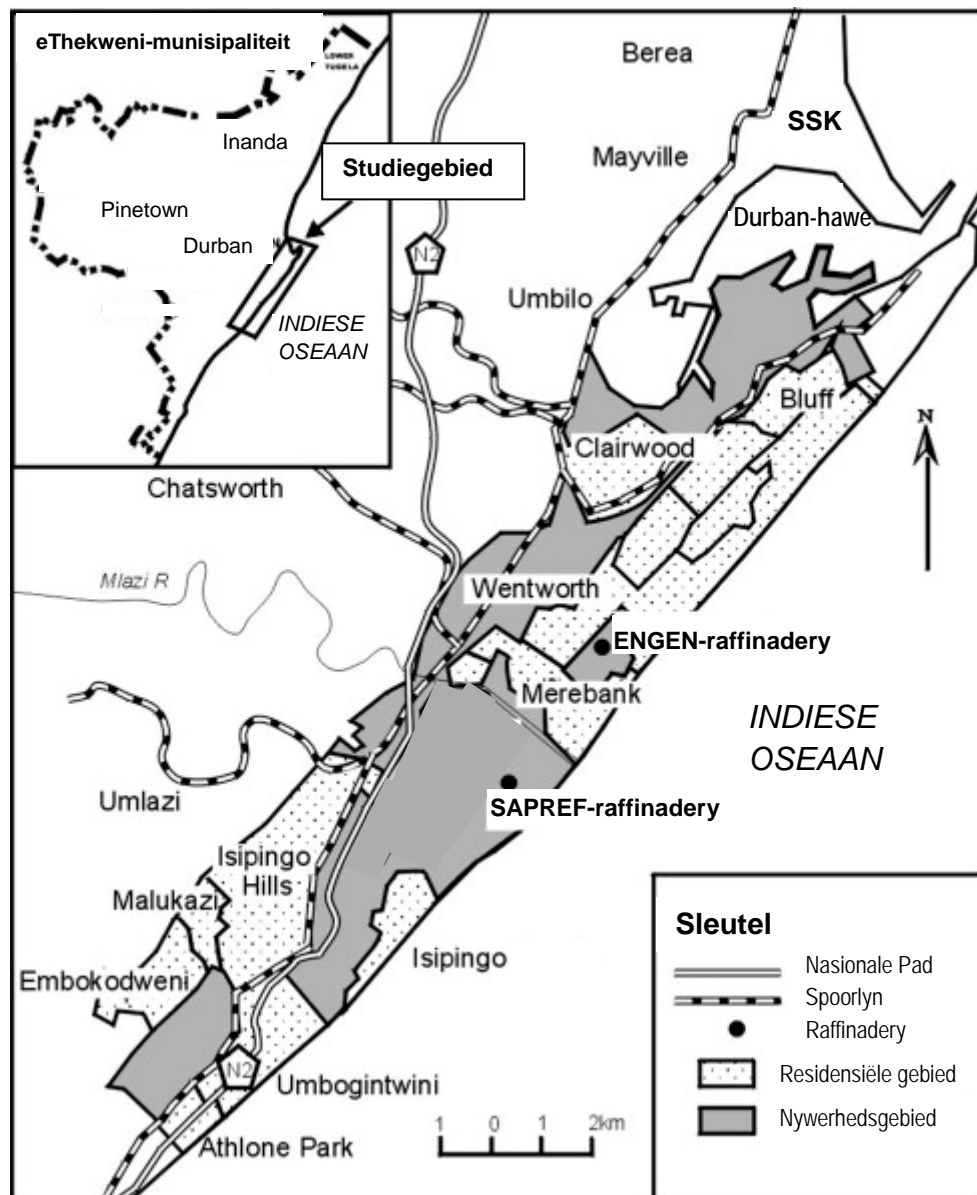 eThekweni-munisipaliteit
LOWER
TUGELA
Inanda
Studiegebied
Pinetown
Durban
INDIESE
OSEAAN
Berea
SSK
Mayville
Durban-hawe
N2
Umbilo
Bluff
Clairwood
N
Chatsworth
Mlazi R
Wentworth
ENGEN-raffinadery
Merebank
INDIESE
OSEAAN
Umlazi
SAPREF-raffinadery
Isipingo
Hills
Malukazi
Isipingo
Embokodweni
N2
Umbogintwini
Athlone Park
1 0 1 2km
Sleutel
Nasionale Pad
Spoorlyn
Raffinadery
Residensiële gebied
Nywerhedsgebied